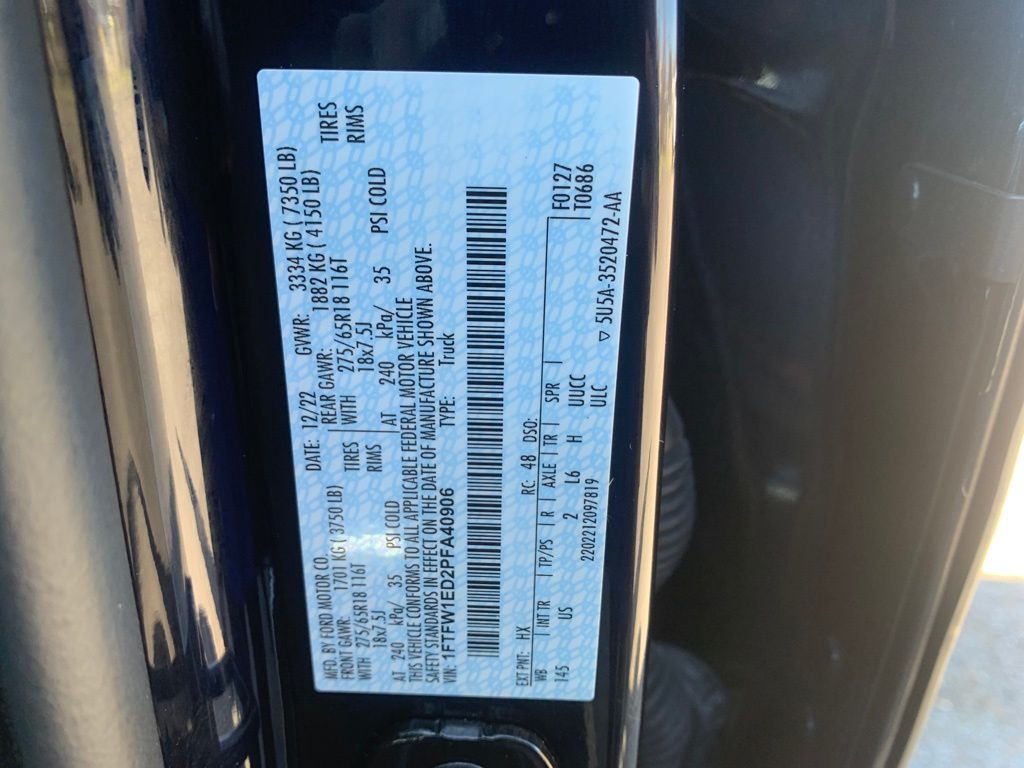 MFD. BY FORD MOTOR CO.
DATE: 12/22 GVWR: 3334 KG ( 7350 LB)
FRONT GAWR: 1701 KG ( 3750 LB) REAR GAWR: 1882 KG ( 4150 LB)
WITH 275/65R18 116T TIRES WITH 275/65R18 116T TIRES
18x7.5J RIMS 18x7.5J RIMS
AT 240 kPa/ 35 PSI COLD AT 240 kPa/ 35 PSI COLD
THIS VEHICLE CONFORMS TO ALL APPLICABLE FEDERAL MOTOR VEHICLE
SAFETY STANDARDS IN EFFECT ON THE DATE OF MANUFACTURE SHOWN ABOVE.
VIN: 1FTFW1ED2PFA40906 TYPE: Truck
EXT PNT: HX RC: 48 DSO: F0127
WB INT TR TP/PS R AXLE TR SPR T0686
145 US 2 L6 H UUCC
2202212097819 ULC 5U5A-3520472-AA